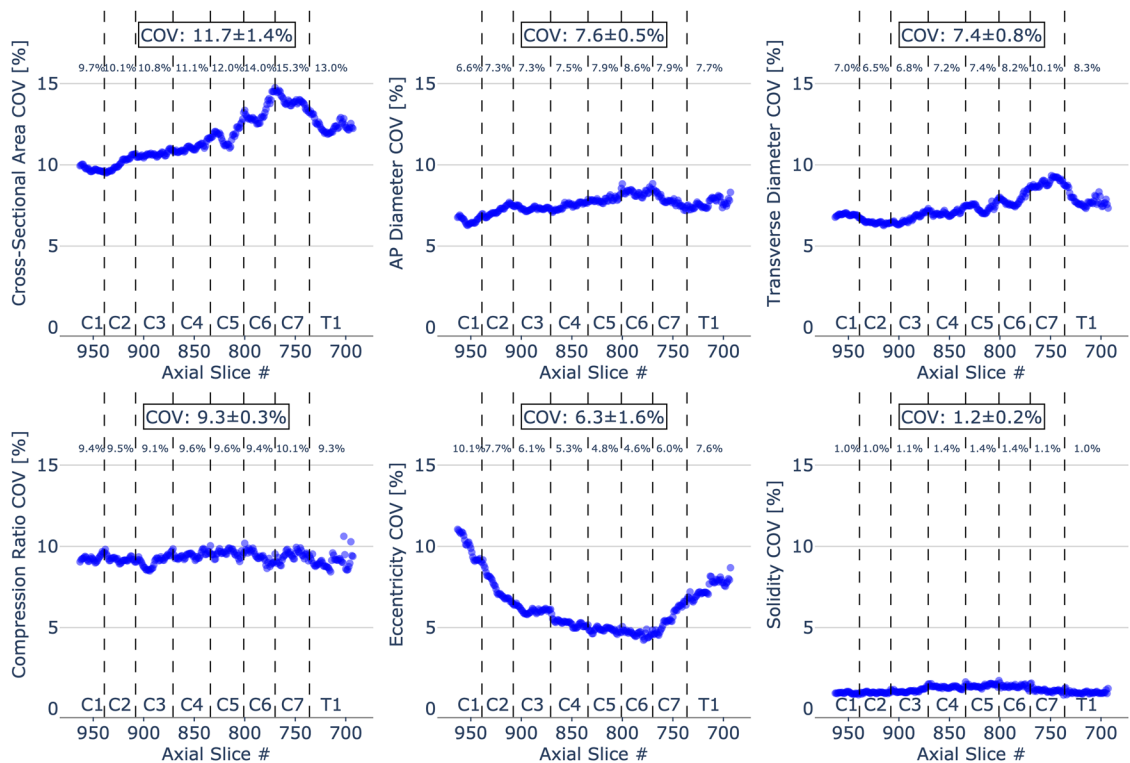 COV: 11.7±1.4%
9.7% 10.1% 10.8% 11.1% 12.0% 14.0% 15.3% 13.0%
Cross-Sectional Area COV [%]
15
10
5
0
C1 C2 C3 C4 C5 C6 C7 T1
950 900 850 800 750 700
Axial Slice #
COV: 7.6±0.5%
6.6% 7.3% 7.3% 7.5% 7.9% 8.6% 7.9% 7.7%
AP Diameter COV [%]
15
10
5
0
C1 C2 C3 C4 C5 C6 C7 T1
950 900 850 800 750 700
Axial Slice #
COV: 7.4±0.8%
7.0% 6.5% 6.8% 7.2% 7.4% 8.2% 10.1% 8.3%
Transverse Diameter COV [%]
15
10
5
0
C1 C2 C3 C4 C5 C6 C7 T1
950 900 850 800 750 700
Axial Slice #
COV: 9.3±0.3%
9.4% 9.5% 9.1% 9.6% 9.6% 9.4% 10.1% 9.3%
Compression Ratio COV [%]
15
10
5
0
C1 C2 C3 C4 C5 C6 C7 T1
950 900 850 800 750 700
Axial Slice #
COV: 6.3±1.6%
10.1% 7.7% 6.1% 5.3% 4.8% 4.6% 6.0% 7.6%
Eccentricity COV [%]
15
10
5
0
C1 C2 C3 C4 C5 C6 C7 T1
950 900 850 800 750 700
Axial Slice #
COV: 1.2±0.2%
1.0% 1.0% 1.1% 1.4% 1.4% 1.4% 1.1% 1.0%
Solidity COV [%]
15
10
5
0
C1 C2 C3 C4 C5 C6 C7 T1
950 900 850 800 750 700
Axial Slice #